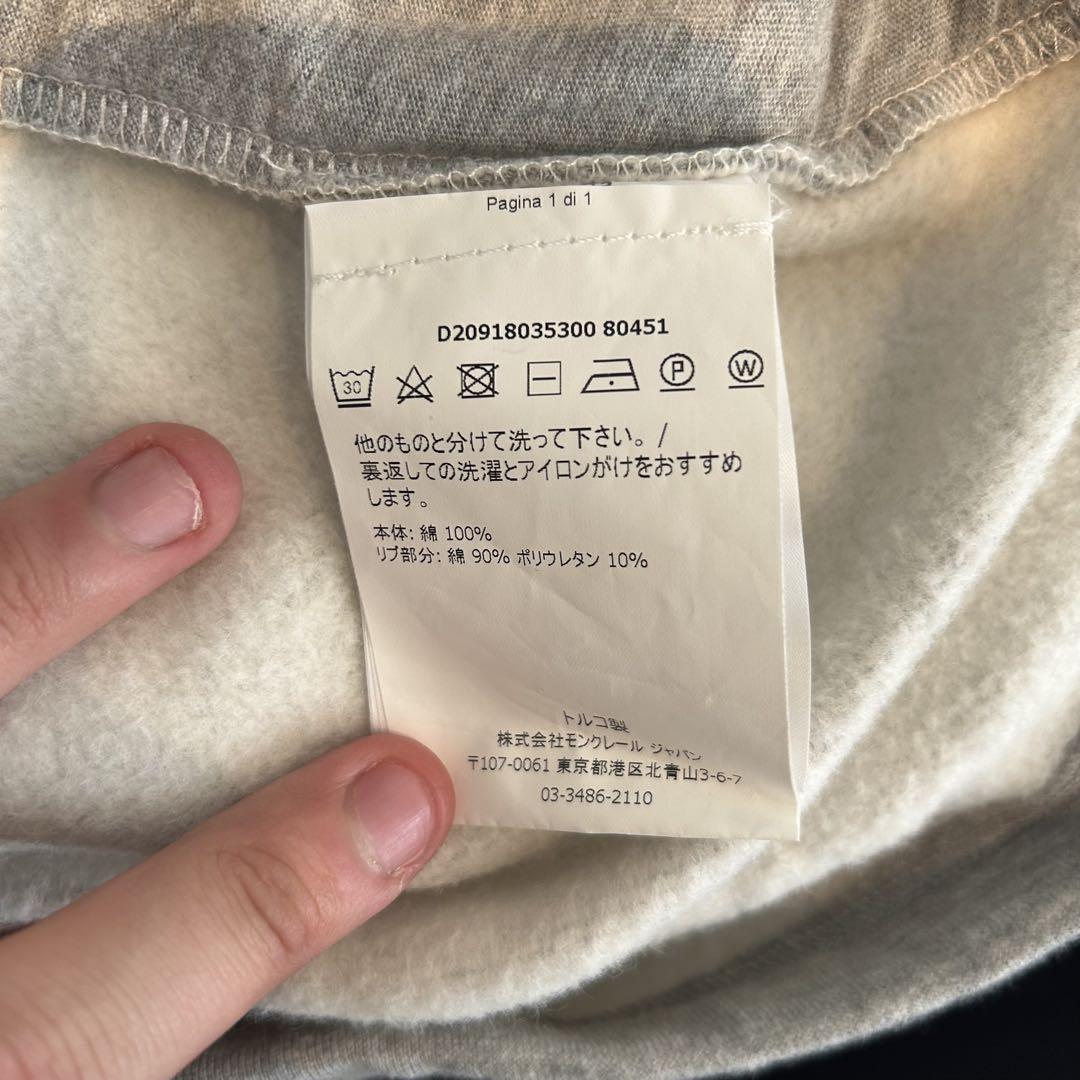 Pagina 1 di 1
D20918035300 80451
30 P W
他のものと分けて洗って下さい。/
裏返しての洗濯とアイロンがけをおすすめ
します。
本体: 綿 100%
リブ部分: 綿 90% ポリウレタン 10%
トルコ製
株式会社モンクレール ジャパン
〒107-0061 東京都港区北青山3-6-7
03-3486-2110